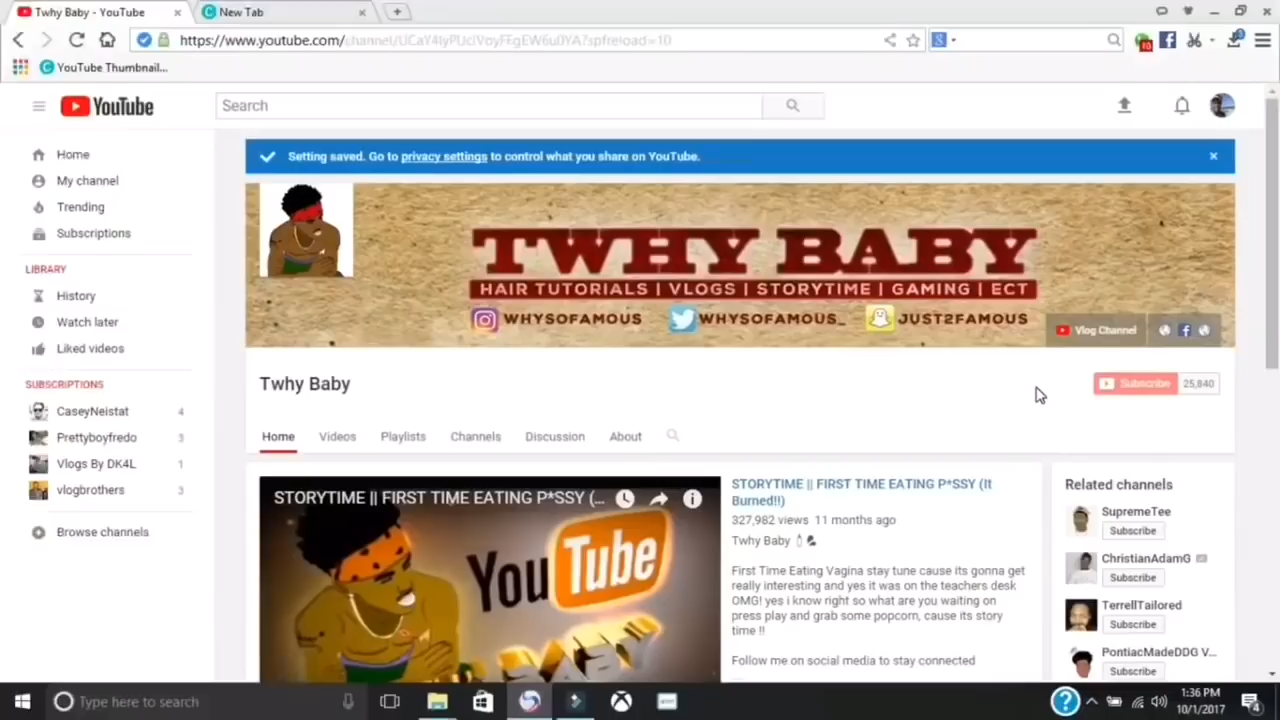 Twhy Baby - YouTube
New Tab
https://www.youtube.com/
YouTube Thumbnail...
YouTube
Search
Setting saved. Go to privacy settings to control what you share on YouTube.
Home
My channel
Trending
Subscriptions
LIBRARY
History
Watch later
Liked videos
SUBSCRIPTIONS
CaseyNeistat 4
Prettyboyfredo 3
Vlogs By DK4L 1
vlogbrothers 3
Browse channels
TWHY BABY
HAIR TUTORIALS | VLOGS | STORYTIME | GAMING | ECT
WHYSOFAMOUS WHYSOFAMOUS_ JUST2FAMOUS
Vlog Channel
Twhy Baby
Subscribe 25,840
Home Videos Playlists Channels Discussion About
STORYTIME || FIRST TIME EATING P*SSY (...
YouTube
BABY
STORYTIME || FIRST TIME EATING P*SSY (It
Burned!!)
327,982 views 11 months ago
Twhy Baby
First Time Eating Vagina stay tune cause its gonna get
really interesting and yes it was on the teachers desk
OMG! yes i know right so what are you waiting on
press play and grab some popcorn, cause its story
time !!
Follow me on social media to stay connected
Related channels
SupremeTee
Subscribe
ChristianAdamG
Subscribe
TerrellTailored
Subscribe
PontiacMadeDDG V...
Subscribe
Type here to search
1:36 PM
10/1/2017
4